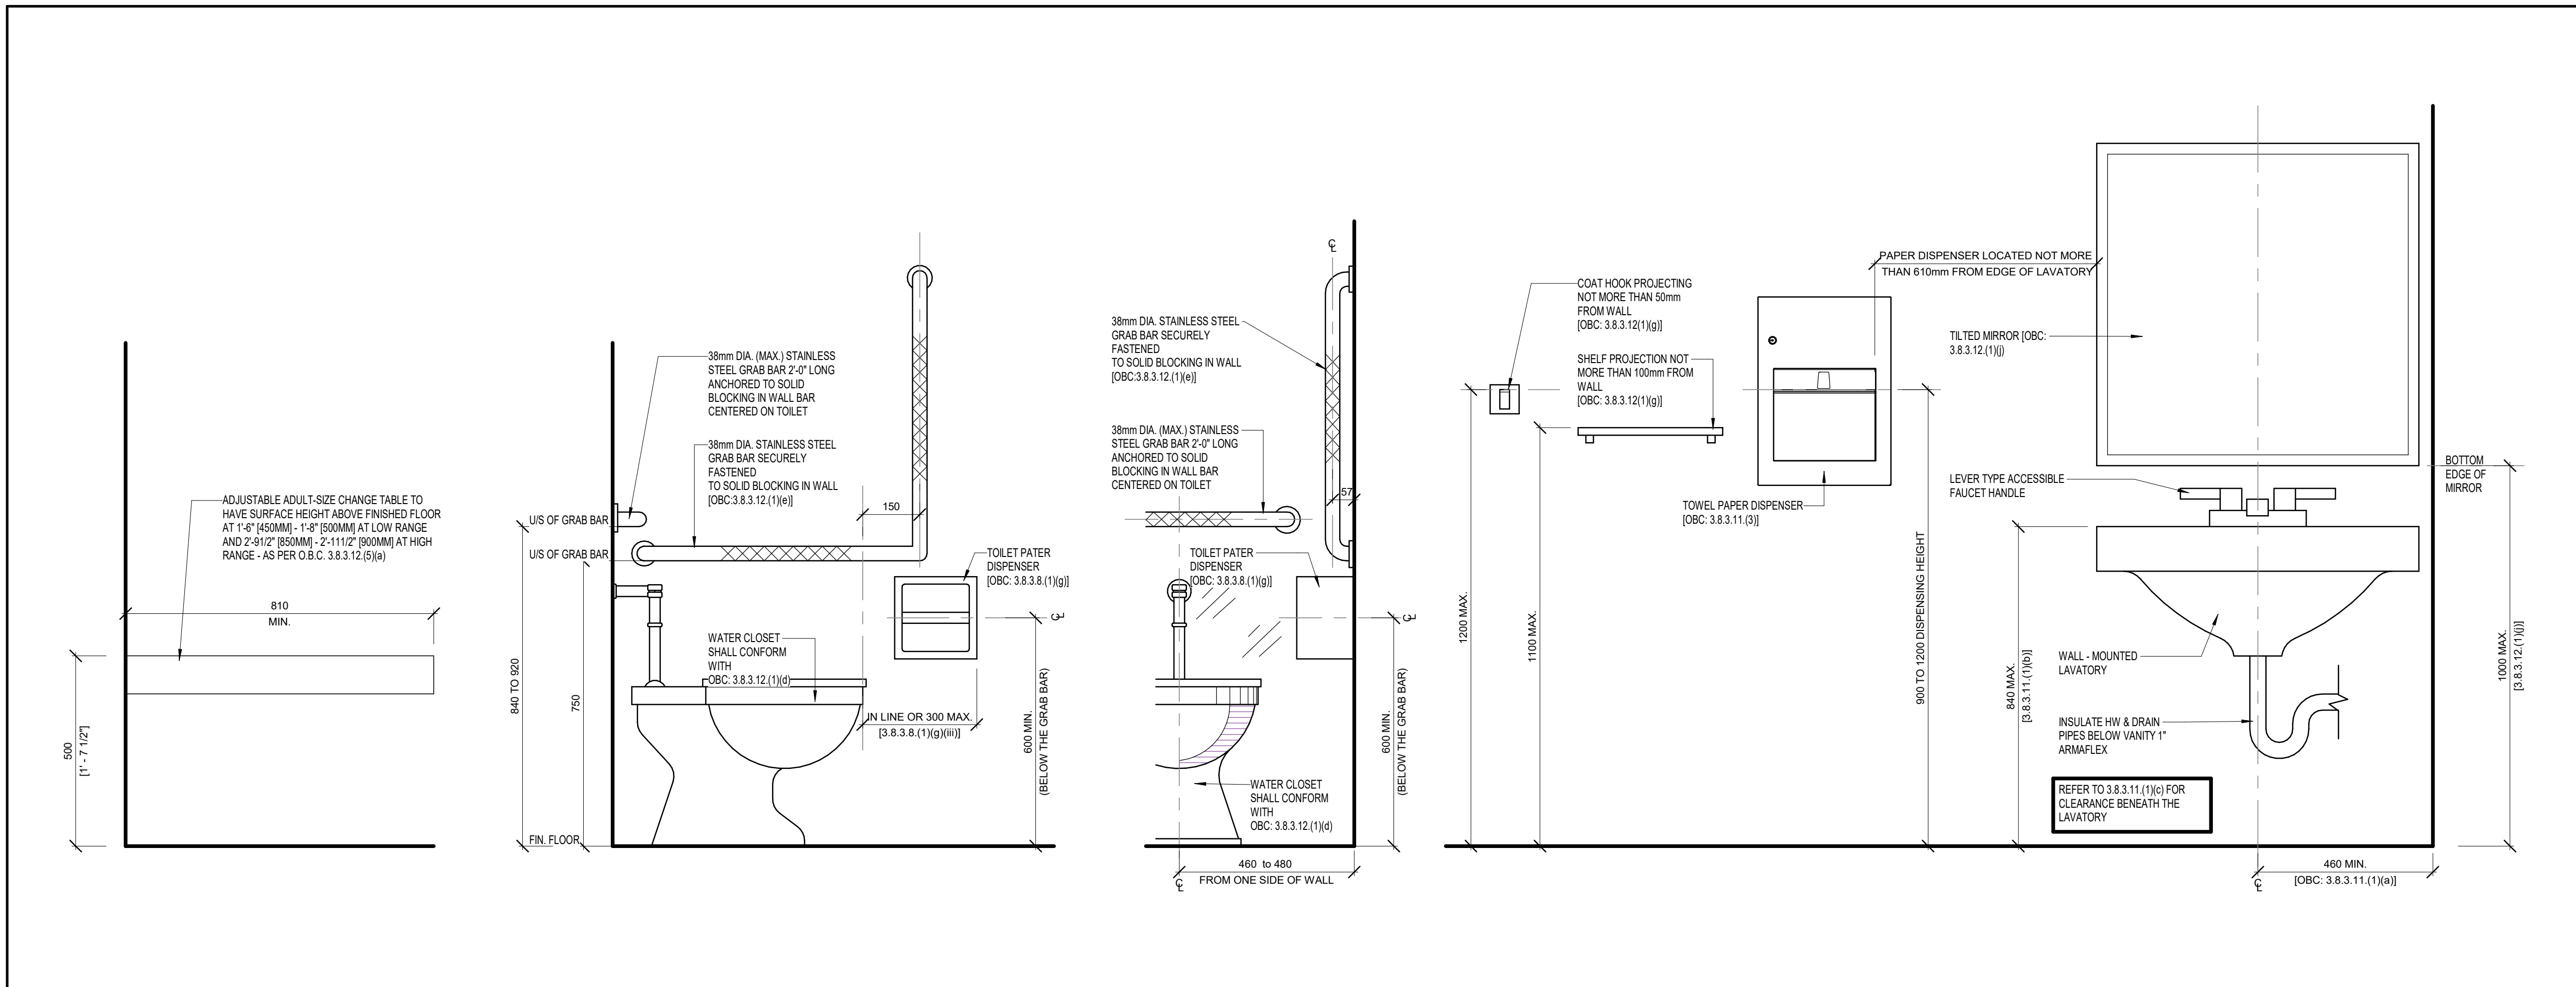 ADJUSTABLE ADULT-SIZE CHANGE TABLE TO
HAVE SURFACE HEIGHT ABOVE FINISHED FLOOR
AT 1'-6" [450MM] - 1'-8" [500MM] AT LOW RANGE
AND 2'-91/2" [850MM] - 2'-111/2" [900MM] AT HIGH
RANGE - AS PER O.B.C. 3.8.3.12.(5)(a)
810
MIN.
500
[1' - 7 1/2"]
38mm DIA. (MAX.) STAINLESS
STEEL GRAB BAR 2'-0" LONG
ANCHORED TO SOLID
BLOCKING IN WALL BAR
CENTERED ON TOILET
38mm DIA. STAINLESS STEEL
GRAB BAR SECURELY
FASTENED
TO SOLID BLOCKING IN WALL
[OBC:3.8.3.12.(1)(e)]
U/S OF GRAB BAR
U/S OF GRAB BAR
150
TOILET PATER
DISPENSER
[OBC: 3.8.3.8.(1)(g)]
WATER CLOSET
SHALL CONFORM
WITH
OBC: 3.8.3.12.(1)(d)
840 TO 920
750
IN LINE OR 300 MAX.
[3.8.3.8.(1)(g)(iii)]
600 MIN.
(BELOW THE GRAB BAR)
CL
FIN. FLOOR
CL
38mm DIA. STAINLESS STEEL
GRAB BAR SECURELY
FASTENED
TO SOLID BLOCKING IN WALL
[OBC:3.8.3.12.(1)(e)]
38mm DIA. (MAX.) STAINLESS
STEEL GRAB BAR 2'-0" LONG
ANCHORED TO SOLID
BLOCKING IN WALL BAR
CENTERED ON TOILET
57
TOILET PATER
DISPENSER
[OBC: 3.8.3.8.(1)(g)]
CL
600 MIN.
(BELOW THE GRAB BAR)
WATER CLOSET
SHALL CONFORM
WITH
OBC: 3.8.3.12.(1)(d)
460 to 480
FROM ONE SIDE OF WALL
CL
COAT HOOK PROJECTING
NOT MORE THAN 50mm
FROM WALL
[OBC: 3.8.3.12(1)(g)]
SHELF PROJECTION NOT
MORE THAN 100mm FROM
WALL
[OBC: 3.8.3.12(1)(g)]
1200 MAX.
1100 MAX.
TOWEL PAPER DISPENSER
[OBC: 3.8.3.11.(3)]
PAPER DISPENSER LOCATED NOT MORE
THAN 610mm FROM EDGE OF LAVATORY
900 TO 1200 DISPENSING HEIGHT
TILTED MIRROR [OBC:
3.8.3.12.(1)(j)
LEVER TYPE ACCESSIBLE
FAUCET HANDLE
BOTTOM
EDGE OF
MIRROR
840 MAX.
[3.8.3.11.(1)(b)]
WALL - MOUNTED
LAVATORY
INSULATE HW & DRAIN
PIPES BELOW VANITY 1"
ARMAFLEX
REFER TO 3.8.3.11.(1)(c) FOR
CLEARANCE BENEATH THE
LAVATORY
1000 MAX.
[3.8.3.12.(1)(j)]
460 MIN.
[OBC: 3.8.3.11.(1)(a)]
CL